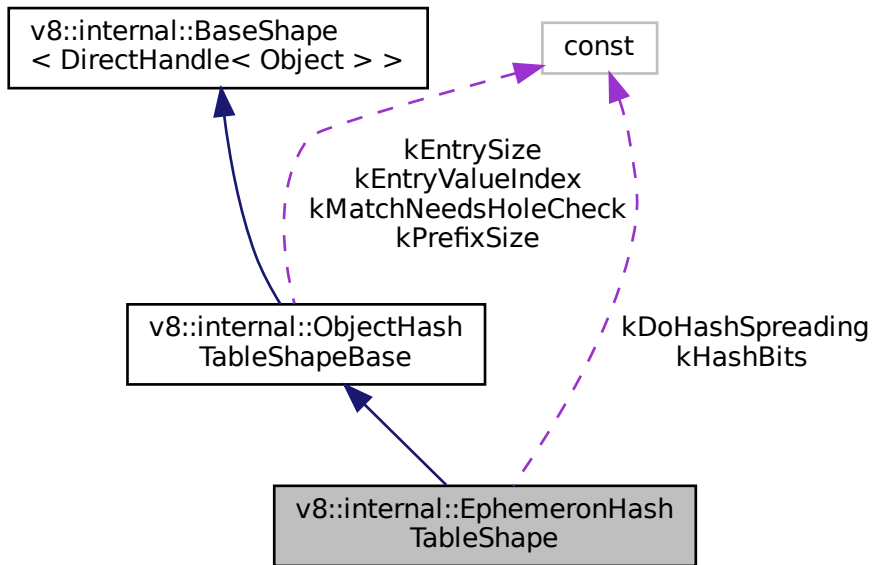 v8::internal::BaseShape
< DirectHandle< Object > >
const
kEntrySize
kEntryValueIndex
kMatchNeedsHoleCheck
kPrefixSize
v8::internal::ObjectHash
TableShapeBase
kDoHashSpreading
kHashBits
v8::internal::EphemeronHash
TableShape